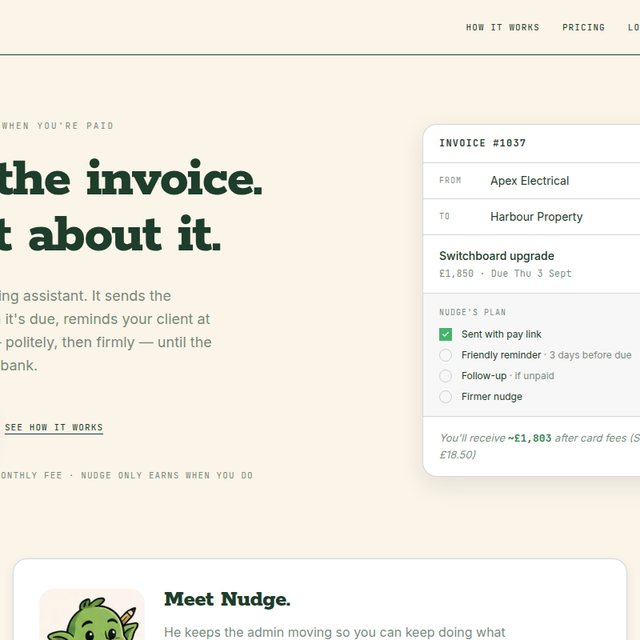 HOW IT WORKS PRICING LO
WHEN YOU'RE PAID
the invoice.
t about it.
ing assistant. It sends the
it's due, reminds your client at
politely, then firmly — until the
bank.
SEE HOW IT WORKS
ONTHLY FEE · NUDGE ONLY EARNS WHEN YOU DO
INVOICE #1037
FROM Apex Electrical
TO Harbour Property
Switchboard upgrade
£1,850 · Due Thu 3 Sept
NUDGE'S PLAN
Sent with pay link
Friendly reminder · 3 days before due
Follow-up · if unpaid
Firmer nudge
You'll receive ~£1,803 after card fees (S
£18.50)
Meet Nudge.
He keeps the admin moving so you can keep doing what